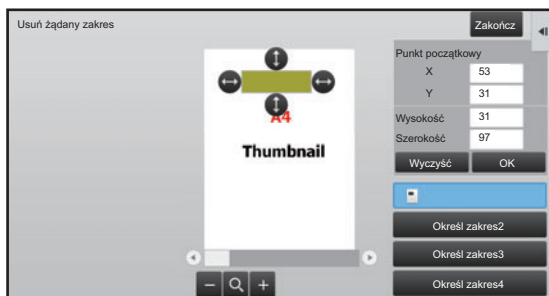 Usuń żądany zakres
Zakończ
A4
Thumbnail
Punkt początkowy
X 53
Y 31
Wysokość 31
Szerokość 97
Wyczyść OK
Określ zakres2
Określ zakres3
Określ zakres4